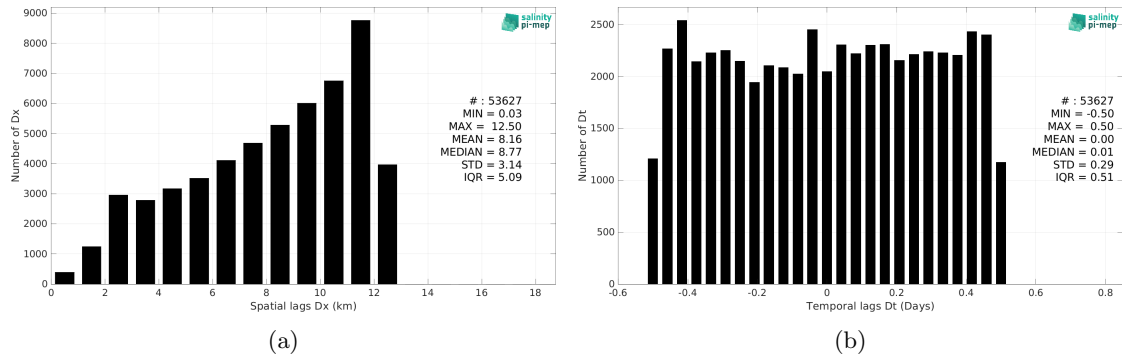 9000
8000
7000
6000
5000
4000
3000
2000
1000
0
Number of Dx
0 2 4 6 8 10 12 14 16 18
Spatial lags Dx (km)
salinity
pi-mep
# : 53627
MIN = 0.03
MAX = 12.50
MEAN = 8.16
MEDIAN = 8.77
STD = 3.14
IQR = 5.09
(a)
2500
2000
1500
1000
500
0
Number of Dt
-0.6 -0.4 -0.2 0 0.2 0.4 0.6 0.8
Temporal lags Dt (Days)
salinity
pi-mep
# : 53627
MIN = -0.50
MAX = 0.50
MEAN = 0.00
MEDIAN = 0.01
STD = 0.29
IQR = 0.51
(b)